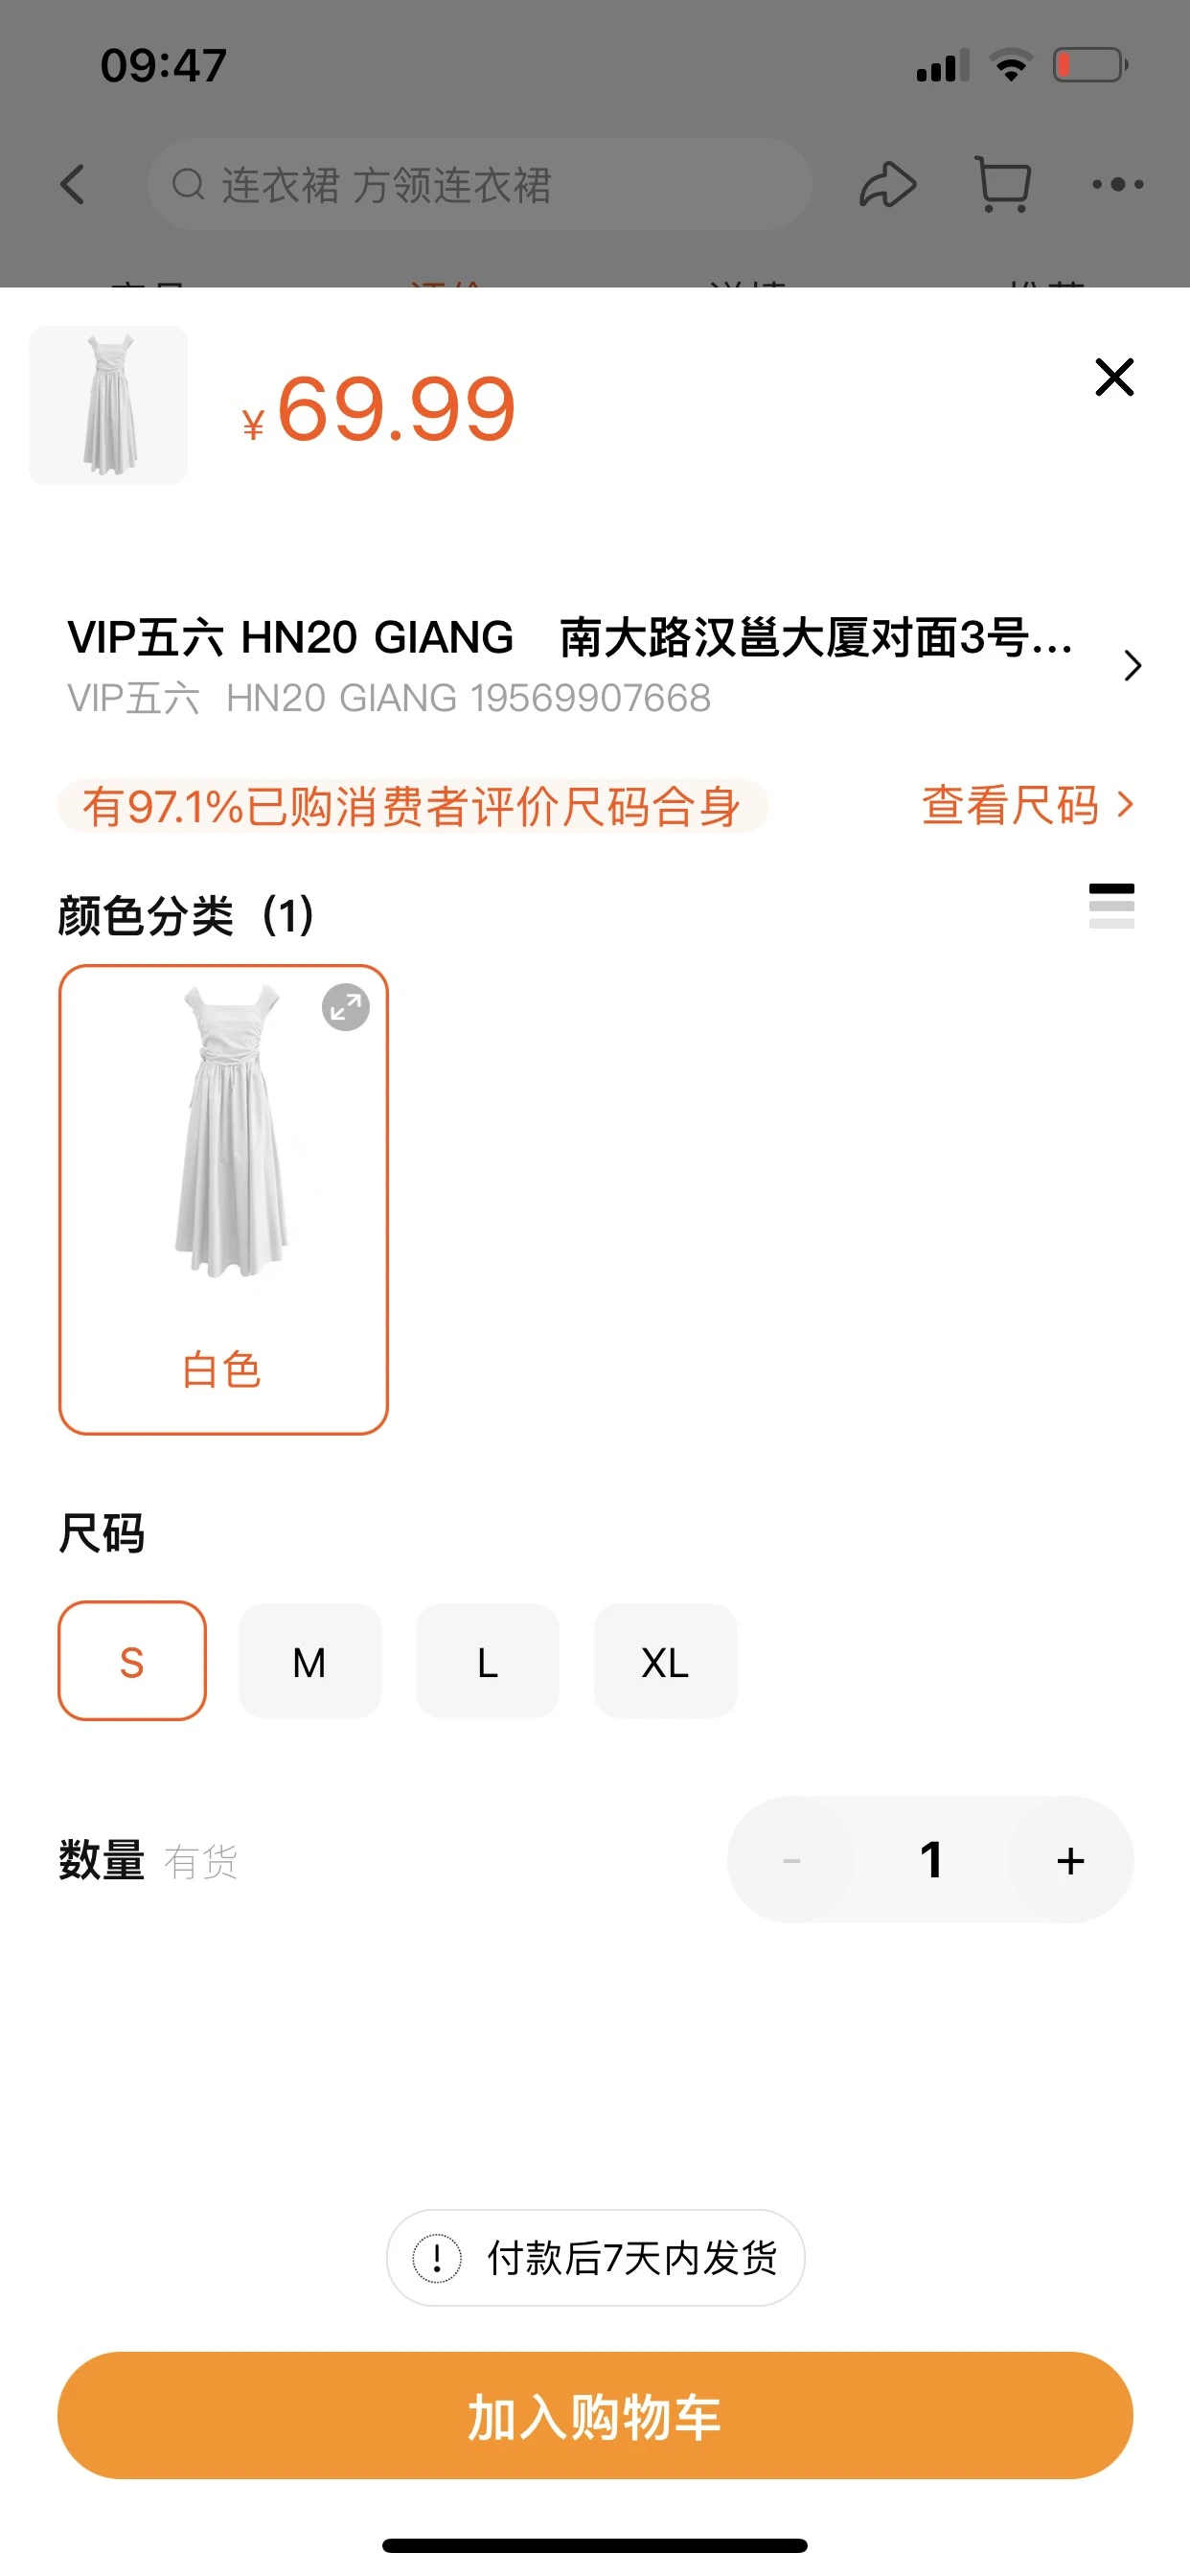 09:47
连衣裙 方领连衣裙
¥69.99
VIP五六 HN20 GIANG 南大路汉邕大厦对面3号...
VIP五六 HN20 GIANG 19569907668
有97.1%已购消费者评价尺码合身
查看尺码
颜色分类（1）
白色
尺码
S M L XL
数量 有货
- 1 +
付款后7天内发货
加入购物车